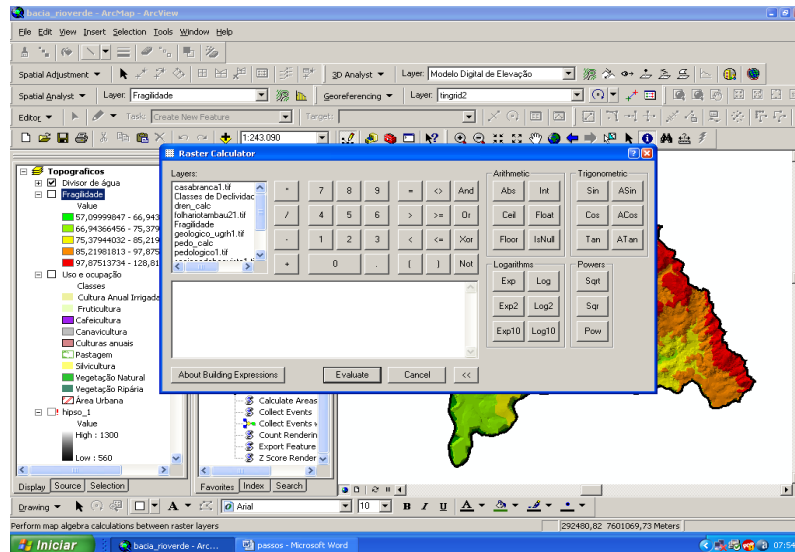 bacia_rioverde - ArcMap - ArcView
File Edit View Insert Selection Tools Window Help
Spatial Adjustment
3D Analyst Layer: Modelo Digital de Elevação
Spatial Analyst Layer: Fragilidade Georeferencing Layer: tingrid2
Editor Task: Create New Feature Target:
1:243.090
Raster Calculator
Layers:
casabranca1.tif
Classes de Declividac
dren_calc
folhariotambau21.tif
Fragilidade
geologico_ugrh1.tif
pedo_calc
* 7 8 9 = <> And
/ 4 5 6 > >= Or
- 1 2 3 < <= Xor
+ 0 . ( ) Not
Arithmetic
Abs Int
Ceil Float
Floor IsNull
Trigonometric
Sin ASin
Cos ACos
Tan ATan
Logarithms
Exp Log
Exp2 Log2
Exp10 Log10
Powers
Sqrt
Sqr
Pow
About Building Expressions Evaluate Cancel <<
Topograficos
Divisor de água
Fragilidade
Value
57,09999847 - 66,943
66,94366456 - 75,379
75,37944032 - 85,219
85,21981813 - 97,875
97,87513734 - 128,81
Uso e ocupação
Classes
Cultura Anual Irrigada
Fruticultura
Cafeicultura
Canavicultura
Culturas anuais
Pastagem
Silvicultura
Vegetação Natural
Vegetação Ripária
Área Urbana
hipso_1
Value
High : 1300
Low : 560
Calculate Areas
Collect Events
Collect Events w
Count Renderin
Export Feature
Z Score Render
Display Source Selection
Favorites Index Search
Drawing A Arial 10 B I U A
Perform map algebra calculations between raster layers
292480,82 7601069,73 Meters
Iniciar bacia_rioverde - Arc... passos - Microsoft Word 07:54